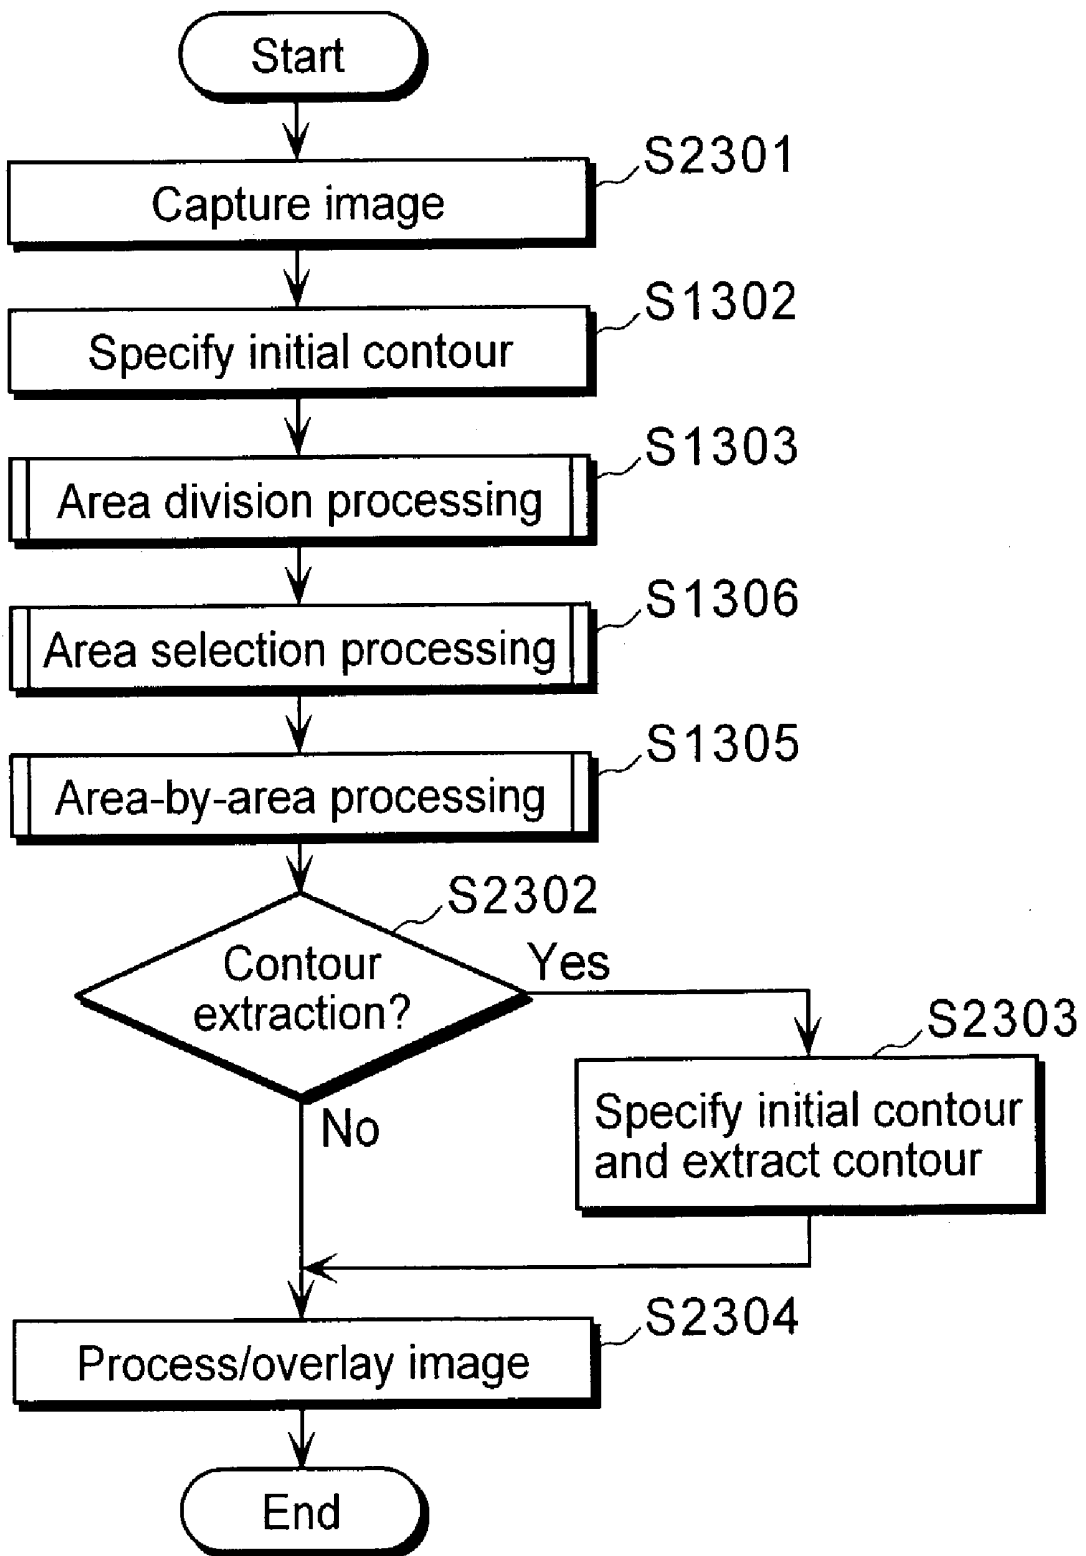 Start
S2301
Capture image
S1302
Specify initial contour
S1303
Area division processing
S1306
Area selection processing
S1305
Area-by-area processing
S2302
Contour
extraction?
Yes
No
S2303
Specify initial contour
and extract contour
S2304
Process/overlay image
End